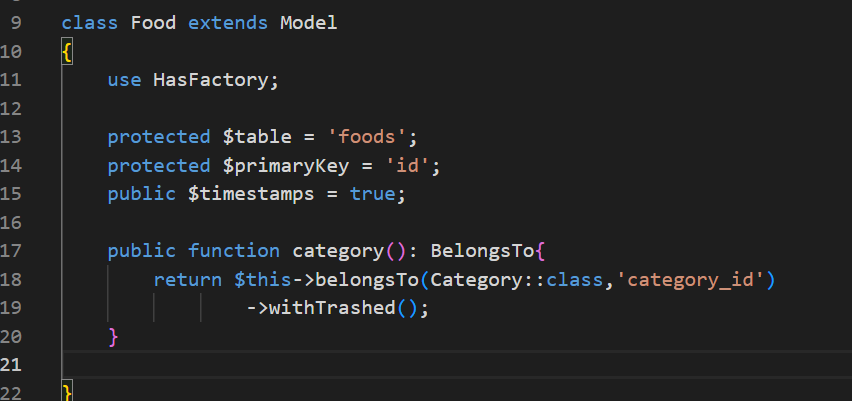 9 class Food extends Model
10 {
11 use HasFactory;
12
13 protected $table = 'foods';
14 protected $primaryKey = 'id';
15 public $timestamps = true;
16
17 public function category(): BelongsTo{
18 return $this->belongsTo(Category::class,'category_id')
19 ->withTrashed();
20 }
21
22 }